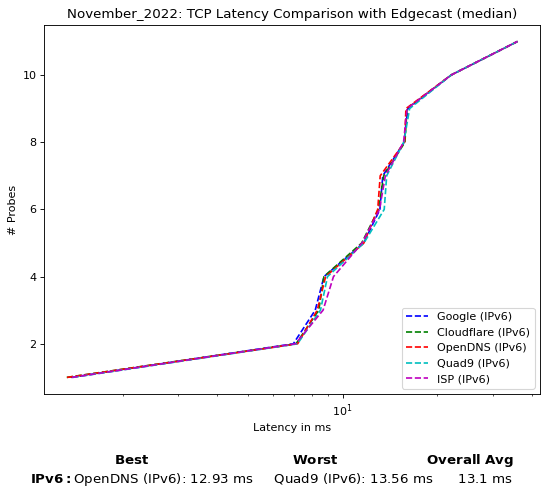 November_2022: TCP Latency Comparison with Edgecast (median)
10
8
6
4
2
# Probes
Google (IPv6)
Cloudflare (IPv6)
OpenDNS (IPv6)
Quad9 (IPv6)
ISP (IPv6)
10¹
Latency in ms
Best Worst Overall Avg
IPv6: OpenDNS (IPv6): 12.93 ms Quad9 (IPv6): 13.56 ms 13.1 ms